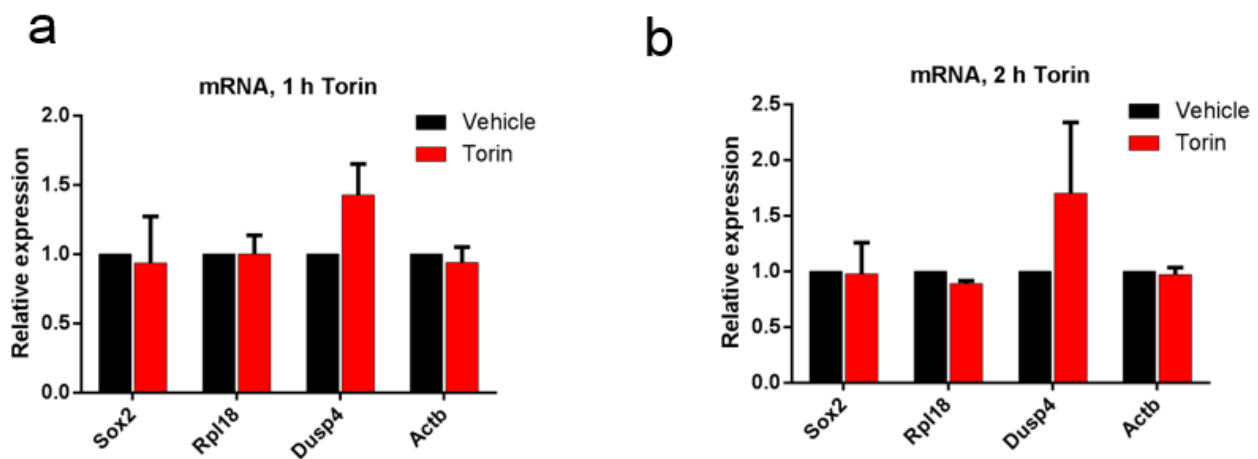 a
mRNA, 1 h Torin
Vehicle
Torin
Relative expression
2.0
1.5
1.0
0.5
0.0
Sox2
Rpl18
Dusp4
Actb
b
mRNA, 2 h Torin
Vehicle
Torin
Relative expression
2.5
2.0
1.5
1.0
0.5
0.0
Sox2
Rpl18
Dusp4
Actb